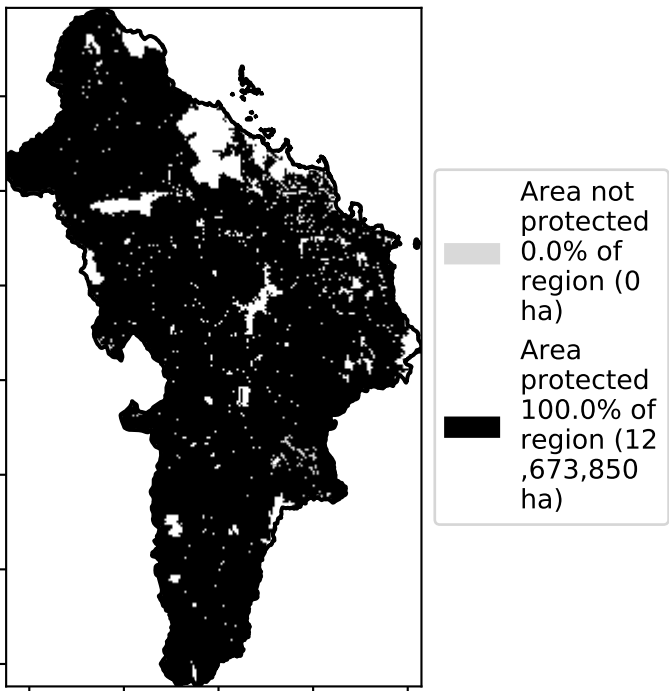 Area not
protected
0.0% of
region (0
ha)
Area
protected
100.0% of
region (12
,673,850
ha)